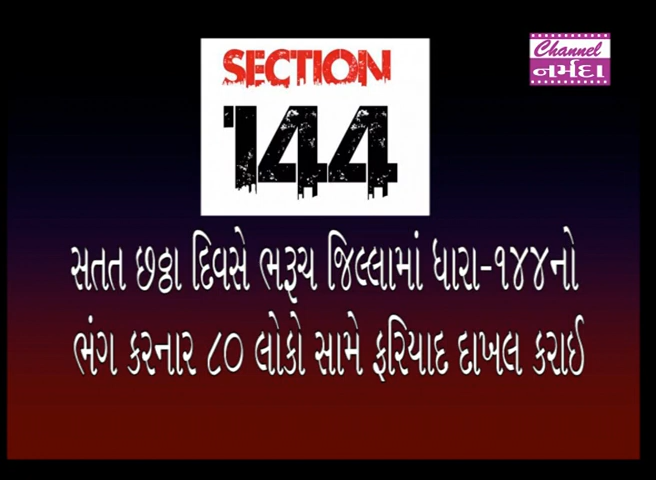 SECTION
144
Channel
નર્મદા
સતત છઠ્ઠા દિવસે ભરૂચ જિલ્લામાં ધારા-૧૪૪નો
ભંગ કરનાર ૮૦ લોકો સામે ફરિયાદ દાખલ કરાઈ